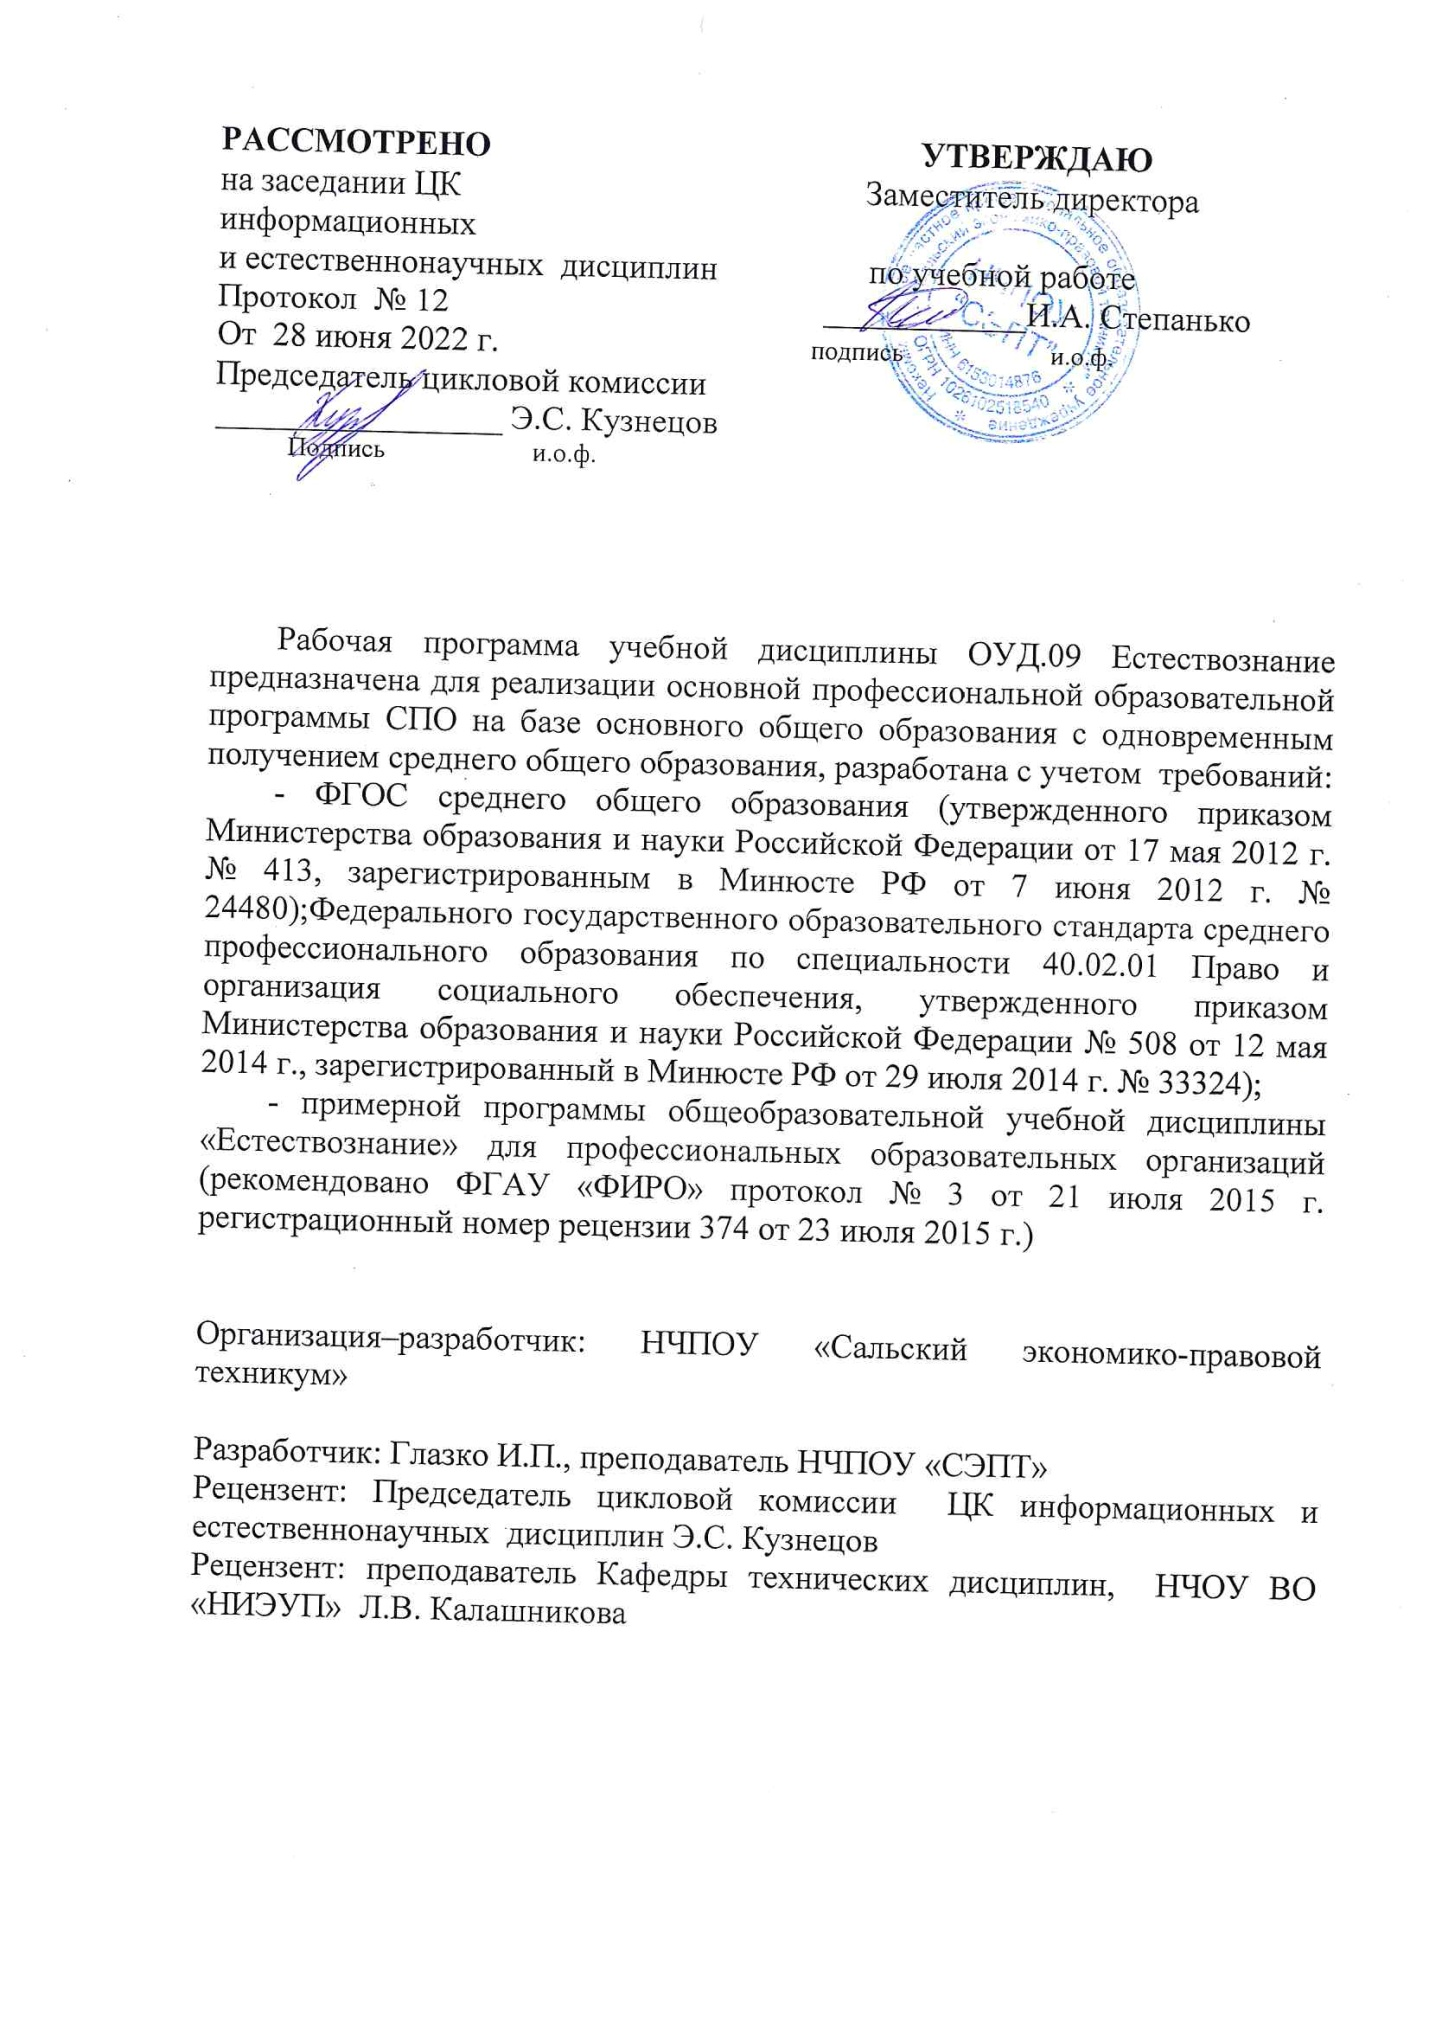 РАССМОТРЕНО
на заседании ЦК
информационных
и естественнонаучных дисциплин
Протокол № 12
От 28 июня 2022 г.
Председатель цикловой комиссии
________________ Э.С. Кузнецов
Подпись и.о.ф.
УТВЕРЖДАЮ
Заместитель директора
по учебной работе
____________И.А. Степанько
подпись и.о.ф.
"СЭПТ"
ИНН 6153014876
ОГРН 1026102518540
Рабочая программа учебной дисциплины ОУД.09 Естествознание
предназначена для реализации основной профессиональной образовательной
программы СПО на базе основного общего образования с одновременным
получением среднего общего образования, разработана с учетом требований:
- ФГОС среднего общего образования (утвержденного приказом
Министерства образования и науки Российской Федерации от 17 мая 2012 г.
№ 413, зарегистрированным в Минюсте РФ от 7 июня 2012 г. №
24480);Федерального государственного образовательного стандарта среднего
профессионального образования по специальности 40.02.01 Право и
организация социального обеспечения, утвержденного приказом
Министерства образования и науки Российской Федерации № 508 от 12 мая
2014 г., зарегистрированный в Минюсте РФ от 29 июля 2014 г. № 33324);
- примерной программы общеобразовательной учебной дисциплины
«Естествознание» для профессиональных образовательных организаций
(рекомендовано ФГАУ «ФИРО» протокол № 3 от 21 июля 2015 г.
регистрационный номер рецензии 374 от 23 июля 2015 г.)
Организация–разработчик: НЧПОУ «Сальский экономико-правовой
техникум»
Разработчик: Глазко И.П., преподаватель НЧПОУ «СЭПТ»
Рецензент: Председатель цикловой комиссии ЦК информационных и
естественнонаучных дисциплин Э.С. Кузнецов
Рецензент: преподаватель Кафедры технических дисциплин, НЧОУ ВО
«НИЭУП» Л.В. Калашникова